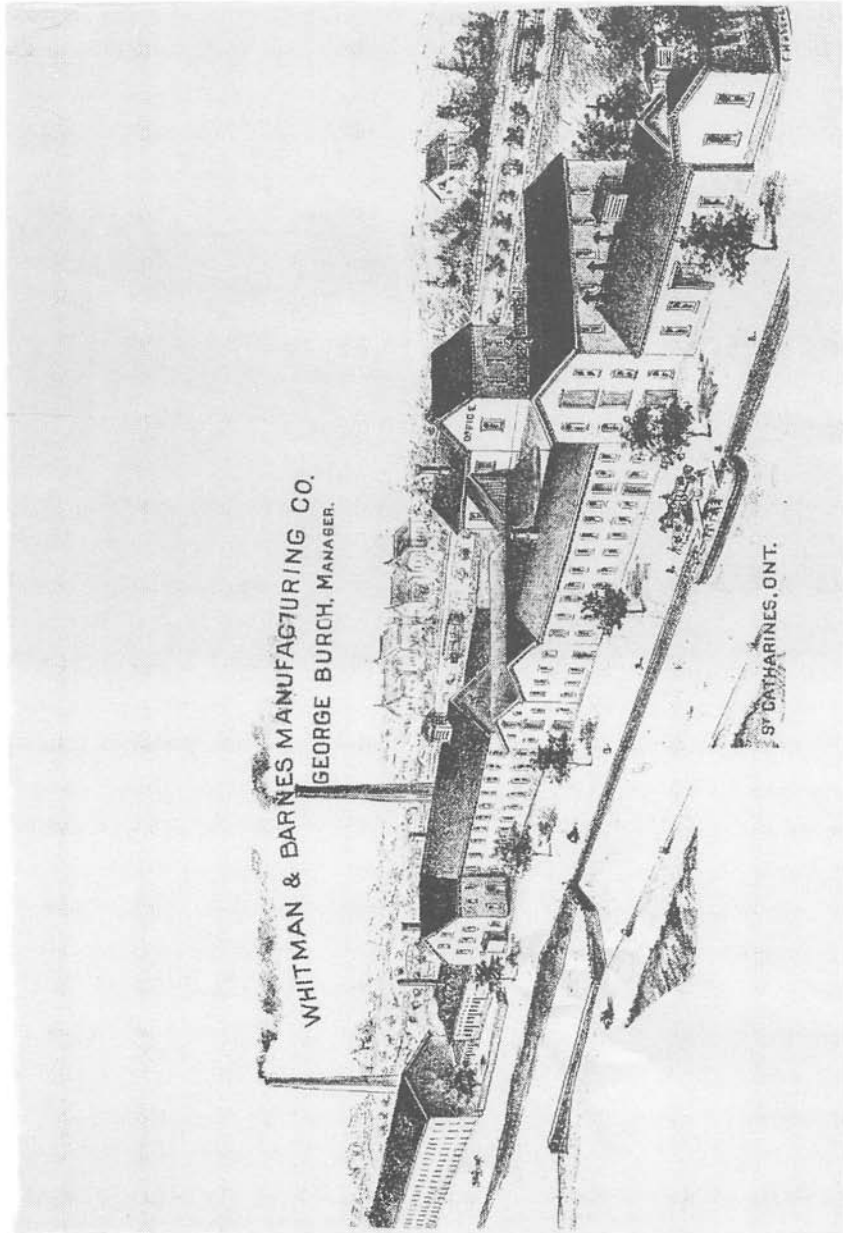 WHITMAN & BARNES MANUFACTURING CO.
GEORGE BURCH, MANAGER.
OFFICE
ST CATHARINES, ONT.